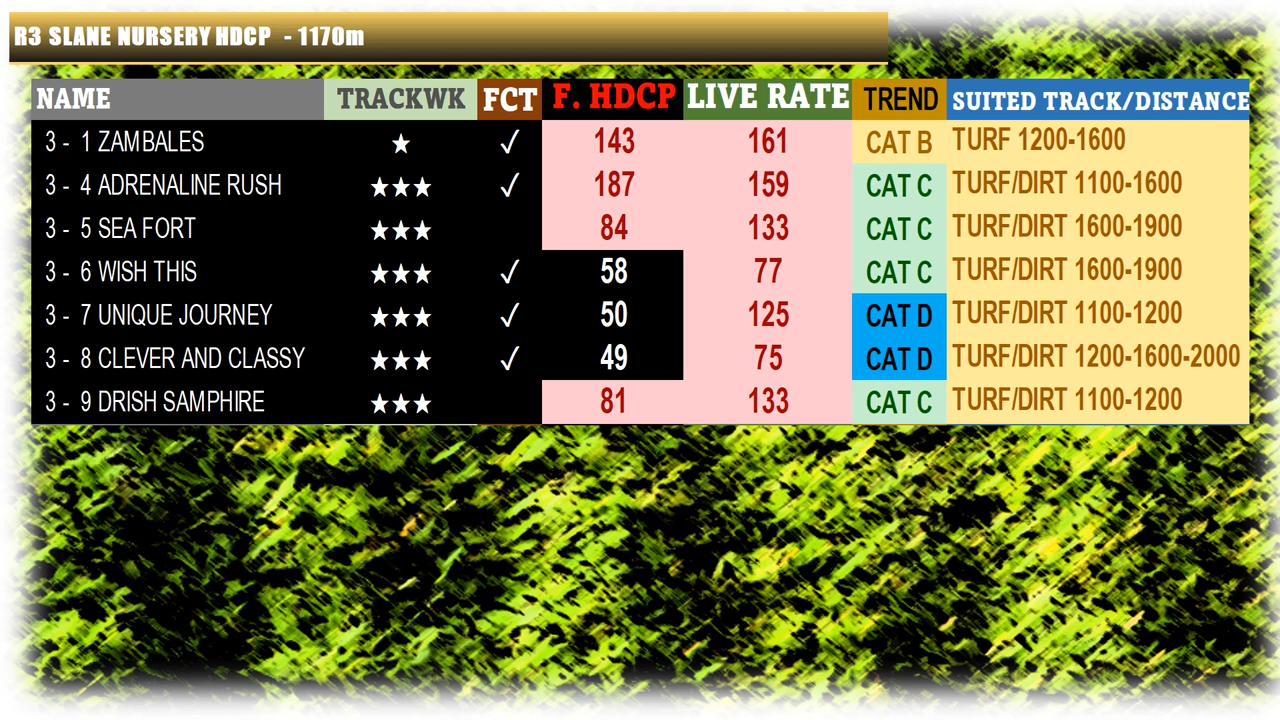 R3 SLANE NURSERY HDCP - 1170m
NAME TRACKWK FCT F. HDCP LIVE RATE TREND SUITED TRACK/DISTANCE
3 - 1 ZAMBALES ★ ✓ 143 161 CAT B TURF 1200-1600
3 - 4 ADRENALINE RUSH ★★★ ✓ 187 159 CAT C TURF/DIRT 1100-1600
3 - 5 SEA FORT ★★★ 84 133 CAT C TURF/DIRT 1600-1900
3 - 6 WISH THIS ★★★ ✓ 58 77 CAT C TURF/DIRT 1600-1900
3 - 7 UNIQUE JOURNEY ★★★ ✓ 50 125 CAT D TURF/DIRT 1100-1200
3 - 8 CLEVER AND CLASSY ★★★ ✓ 49 75 CAT D TURF/DIRT 1200-1600-2000
3 - 9 DRISH SAMPHIRE ★★★ 81 133 CAT C TURF/DIRT 1100-1200